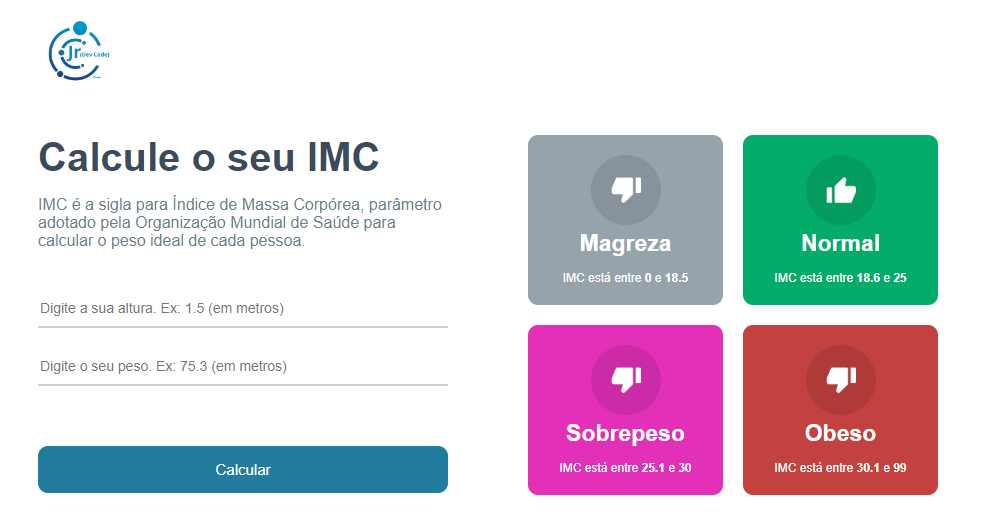 Jr
(Dev.Code)
Calcule o seu IMC
IMC é a sigla para Índice de Massa Corpórea, parâmetro
adotado pela Organização Mundial de Saúde para
calcular o peso ideal de cada pessoa.
Digite a sua altura. Ex: 1.5 (em metros)
Digite o seu peso. Ex: 75.3 (em metros)
Calcular
Magreza
IMC está entre 0 e 18.5
Normal
IMC está entre 18.6 e 25
Sobrepeso
IMC está entre 25.1 e 30
Obeso
IMC está entre 30.1 e 99